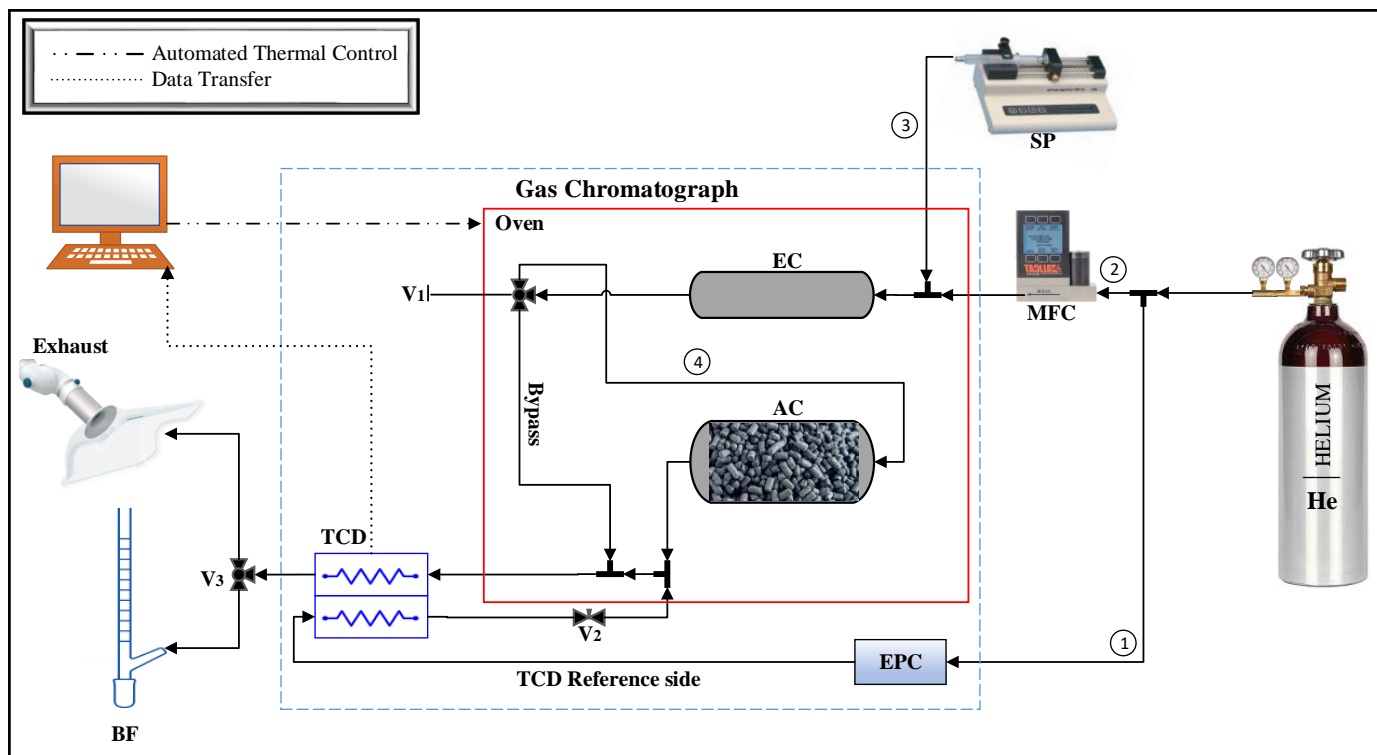 Automated Thermal Control
Data Transfer
SP
3
Gas Chromatograph
Oven
EC
MFC
2
V1
4
AC
Bypass
Exhaust
HELIUM
He
TCD
V3
V2
1
EPC
TCD Reference side
BF